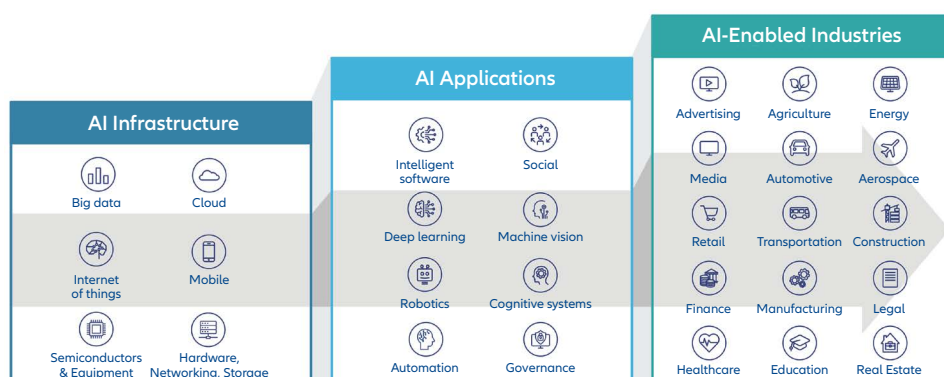 AI Infrastructure
Big data
Cloud
Internet
of things
Mobile
Semiconductors
& Equipment
Hardware,
Networking, Storage
AI Applications
Intelligent
software
Social
Deep learning
Machine vision
Robotics
Cognitive systems
Automation
Governance
AI-Enabled Industries
Advertising
Agriculture
Energy
Media
Automotive
Aerospace
Retail
Transportation
Construction
Finance
Manufacturing
Legal
Healthcare
Education
Real Estate